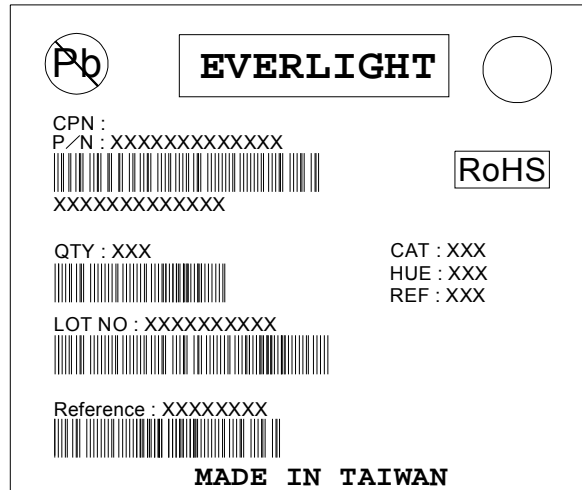 Pb
EVERLIGHT
CPN :
P/N : XXXXXXXXXXXXX
RoHS
XXXXXXXXXXXXX
QTY : XXX
CAT : XXX
HUE : XXX
REF : XXX
LOT NO : XXXXXXXXXX
Reference : XXXXXXXX
MADE IN TAIWAN